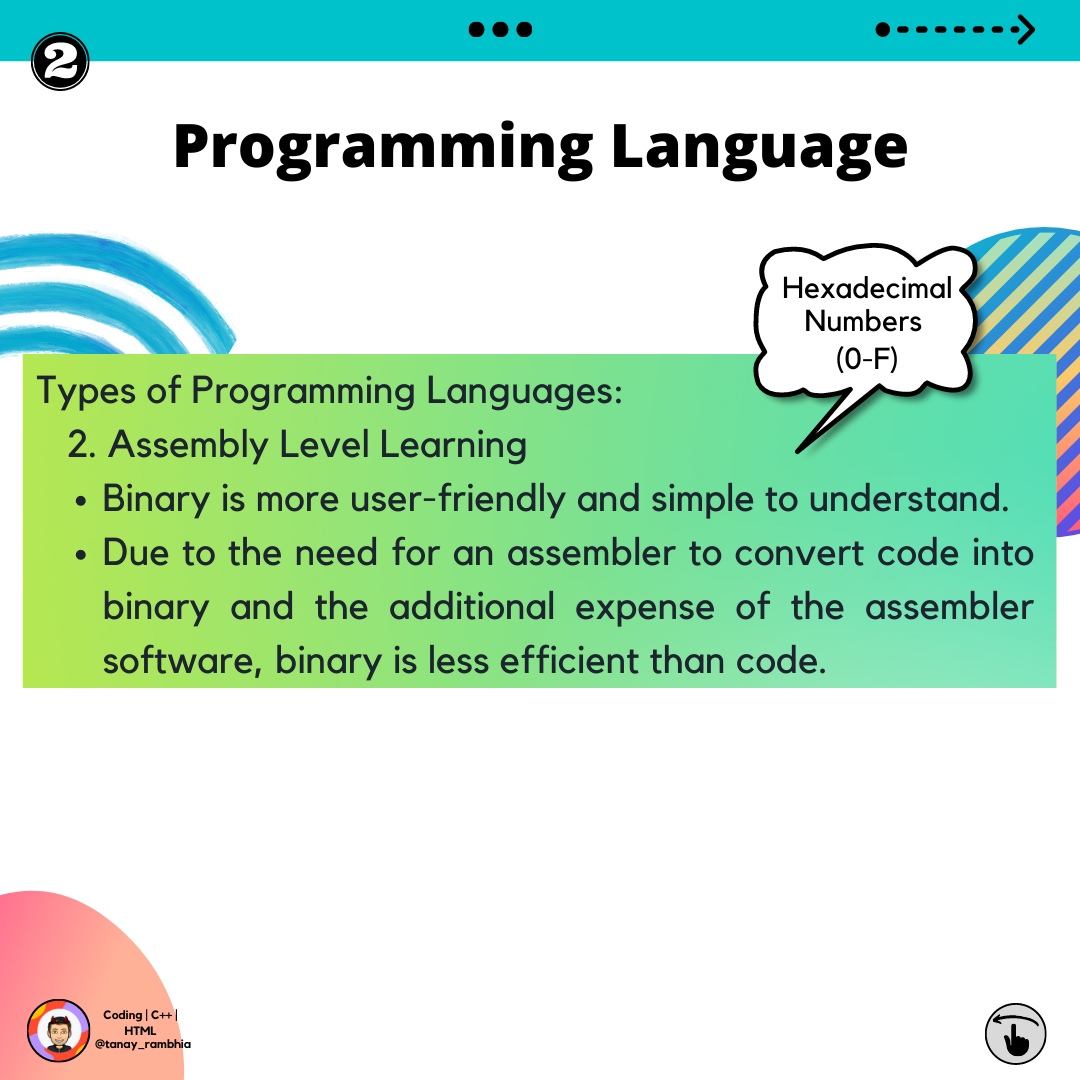 2
Programming Language
Hexadecimal
Numbers
(0-F)
Types of Programming Languages:
2. Assembly Level Learning
• Binary is more user-friendly and simple to understand.
• Due to the need for an assembler to convert code into
binary and the additional expense of the assembler
software, binary is less efficient than code.
Coding | C++ |
HTML
@tanay_rambhia